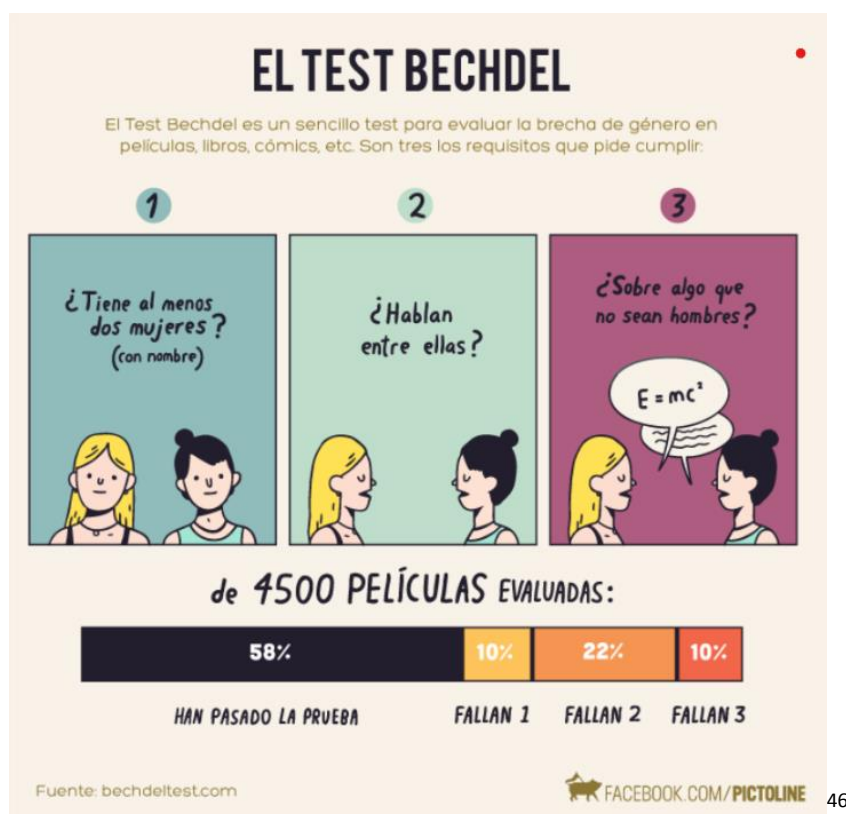 EL TEST BECHDEL
El Test Bechdel es un sencillo test para evaluar la brecha de género en
películas, libros, cómics, etc. Son tres los requisitos que pide cumplir:
1
¿Tiene al menos
dos mujeres?
(con nombre)
2
¿Hablan
entre ellas?
3
¿Sobre algo que
no sean hombres?
E = mc²
de 4500 PELÍCULAS EVALUADAS:
58% 10% 22% 10%
HAN PASADO LA PRUEBA FALLAN 1 FALLAN 2 FALLAN 3
Fuente: bechdeltest.com
FACEBOOK.COM/PICTOLINE
46